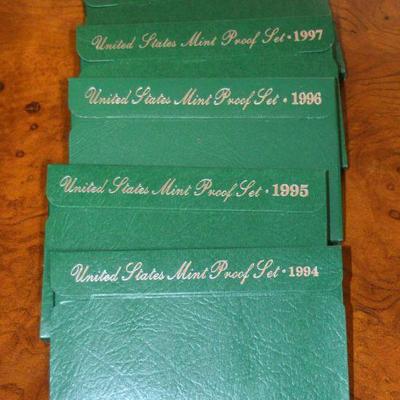 United States Mint Proof Set • 1997
United States Mint Proof Set • 1996
United States Mint Proof Set • 1995
United States Mint Proof Set • 1994